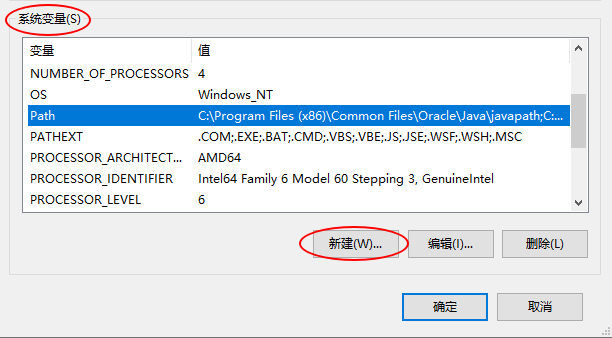 系统变量(S)
变量 值
NUMBER_OF_PROCESSORS 4
OS Windows_NT
Path C:\Program Files (x86)\Common Files\Oracle\Java\javapath;C:...
PATHEXT .COM;.EXE;.BAT;.CMD;.VBS;.VBE;.JS;.JSE;.WSF;.WSH;.MSC
PROCESSOR_ARCHITECT... AMD64
PROCESSOR_IDENTIFIER Intel64 Family 6 Model 60 Stepping 3, GenuineIntel
PROCESSOR_LEVEL 6
新建(W)... 编辑(I)... 删除(L)
确定 取消